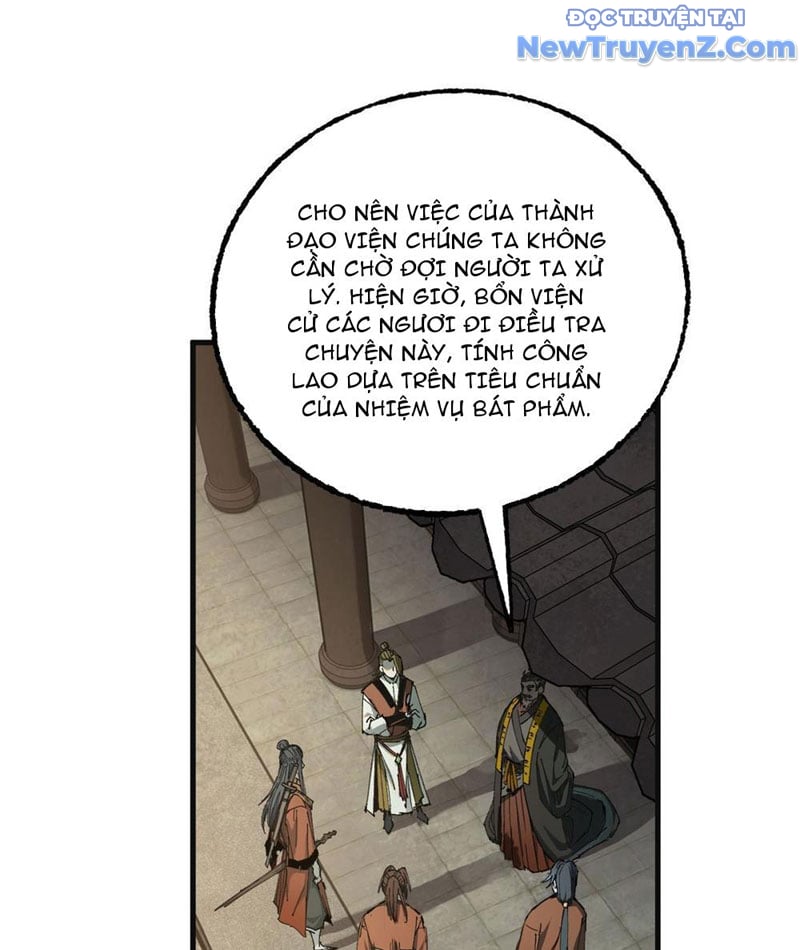 ĐỌC TRUYỆN TẠI
NewTruyenZ.com
CHO NÊN VIỆC CỦA THÀNH
ĐẠO VIỆN CHÚNG TA KHÔNG
CẦN CHỜ ĐỢI NGƯỜI TA XỬ
LÝ. HIỆN GIỜ, BỔN VIỆN
CỬ CÁC NGƯƠI ĐI ĐIỀU TRA
CHUYỆN NÀY, TÍNH CÔNG
LAO DỰA TRÊN TIÊU CHUẨN
CỦA NHIỆM VỤ BÁT PHẨM.